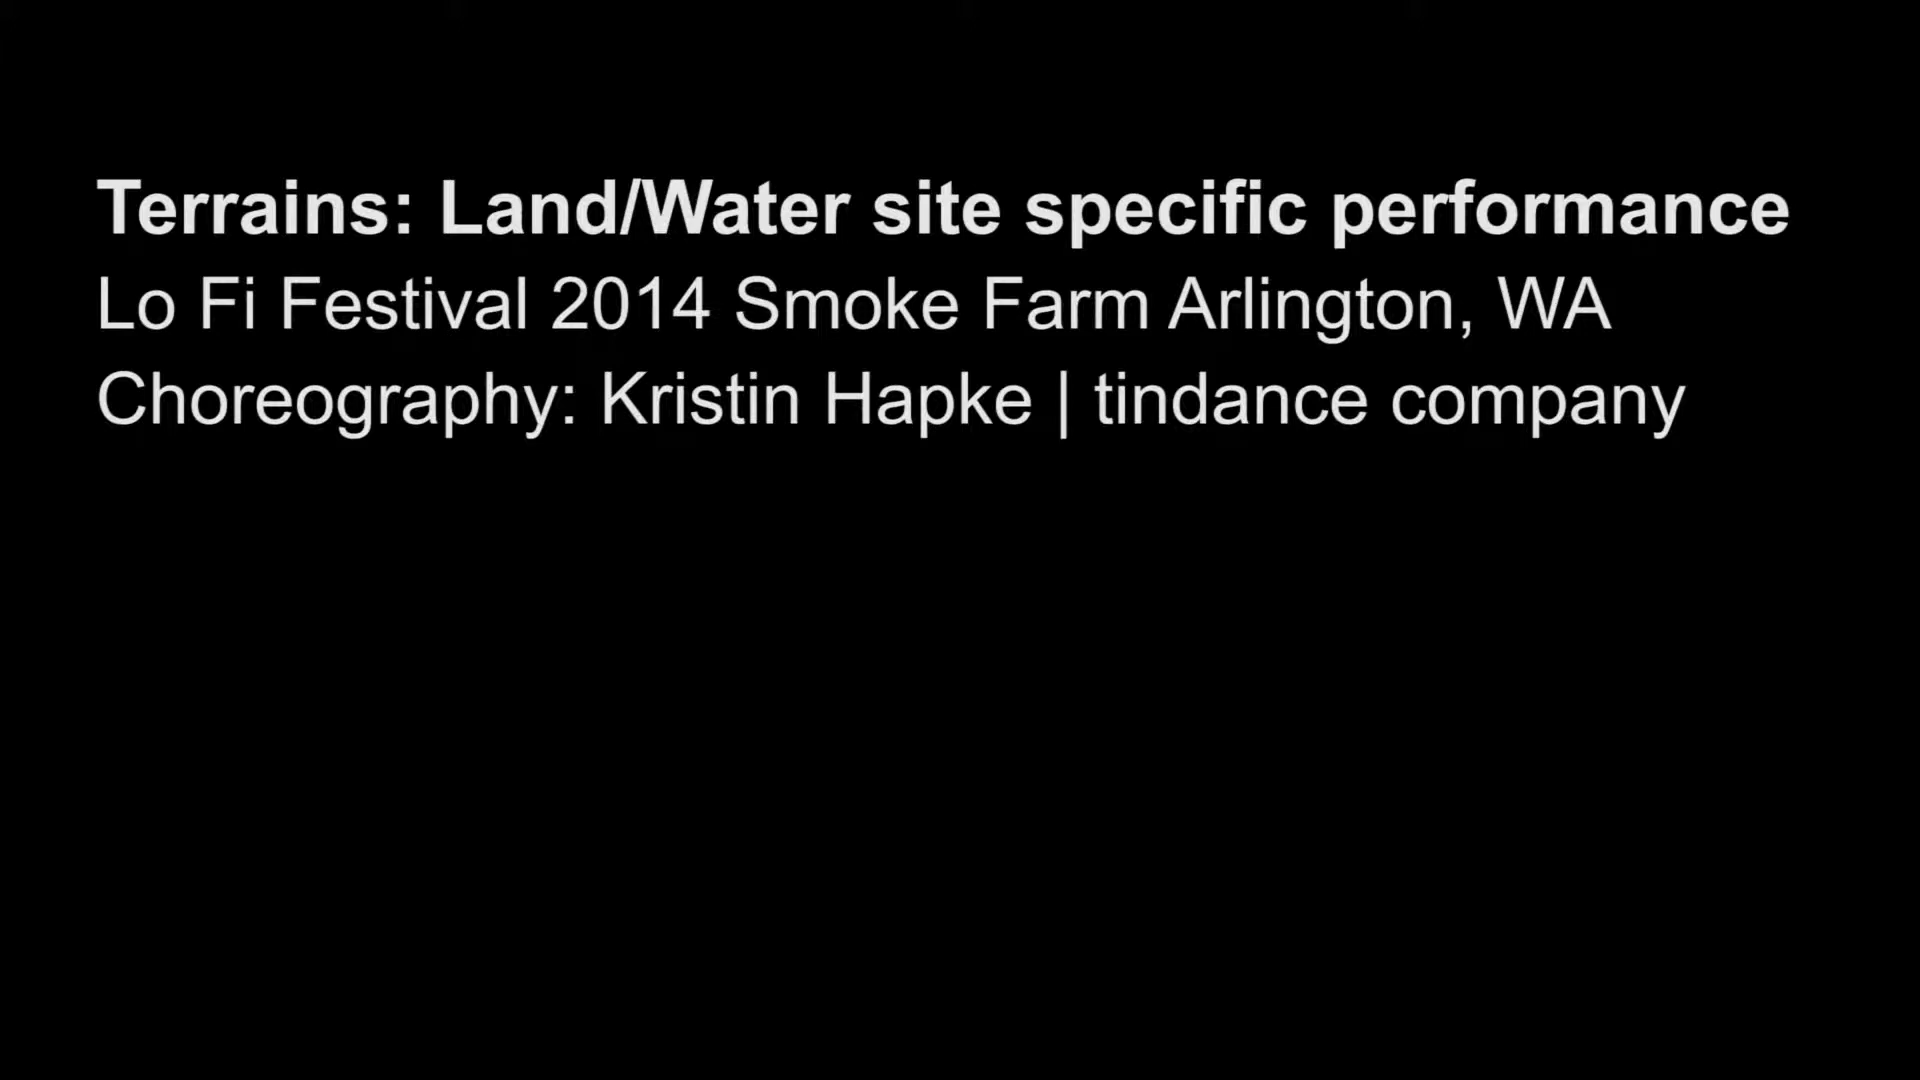 Terrains: Land/Water site specific performance
Lo Fi Festival 2014 Smoke Farm Arlington, WA
Choreography: Kristin Hapke | tindance company